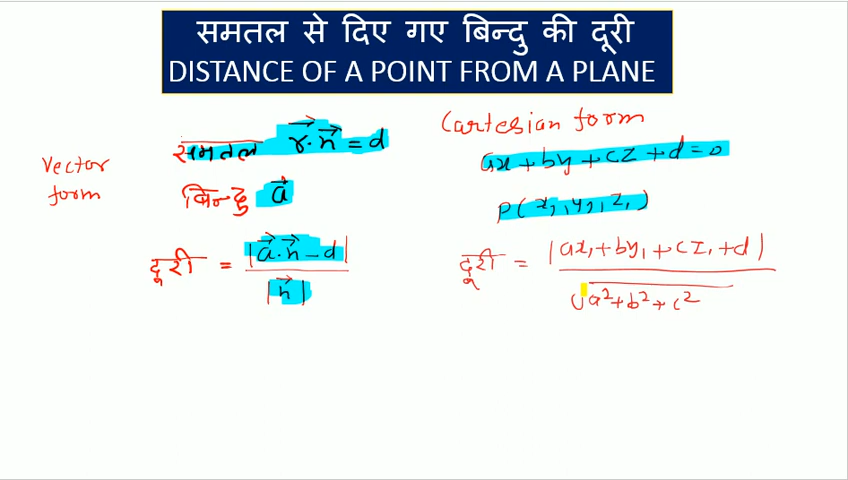 समतल से दिए गए बिन्दु की दूरी
DISTANCE OF A POINT FROM A PLANE
Vector form
समतल r⃗·n⃗ = d
बिन्दु a⃗
दूरी = |a⃗·n⃗ - d| / |n⃗|
Cartesian form
ax + by + cz + d = 0
P(x₁, y₁, z₁)
दूरी = |ax₁ + by₁ + cz₁ + d| / √a² + b² + c²